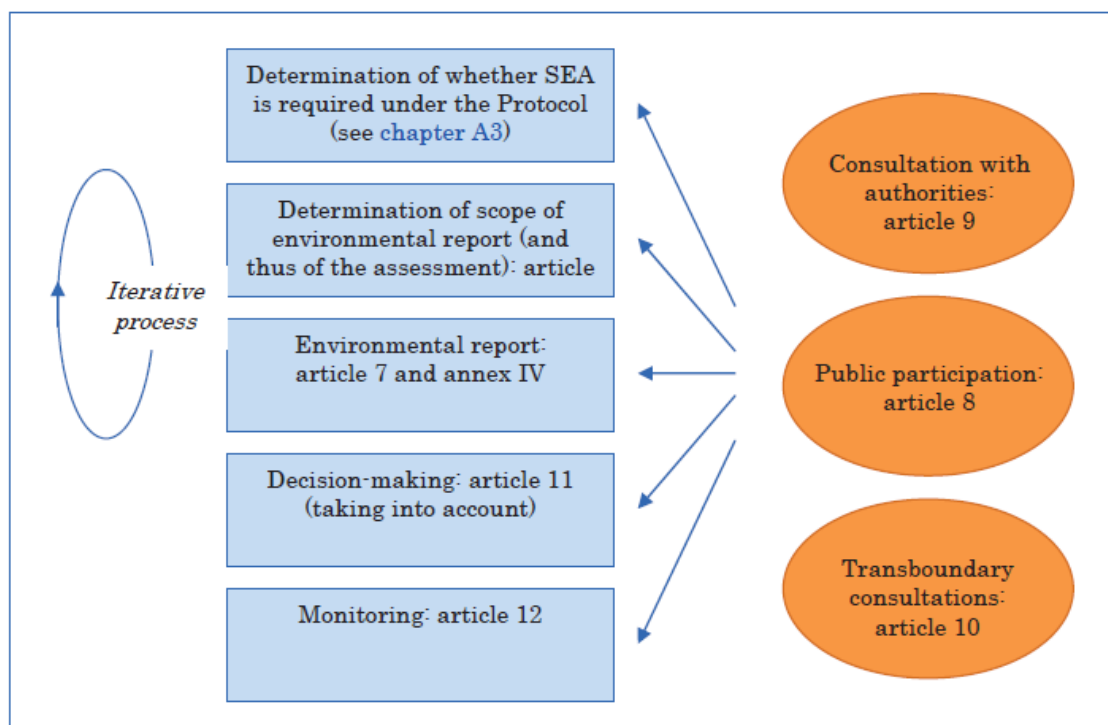 Determination of whether SEA
is required under the Protocol
(see chapter A3)
Determination of scope of
environmental report (and
thus of the assessment): article
Iterative
process
Environmental report:
article 7 and annex IV
Decision-making: article 11
(taking into account)
Monitoring: article 12
Consultation with
authorities:
article 9
Public participation:
article 8
Transboundary
consultations:
article 10